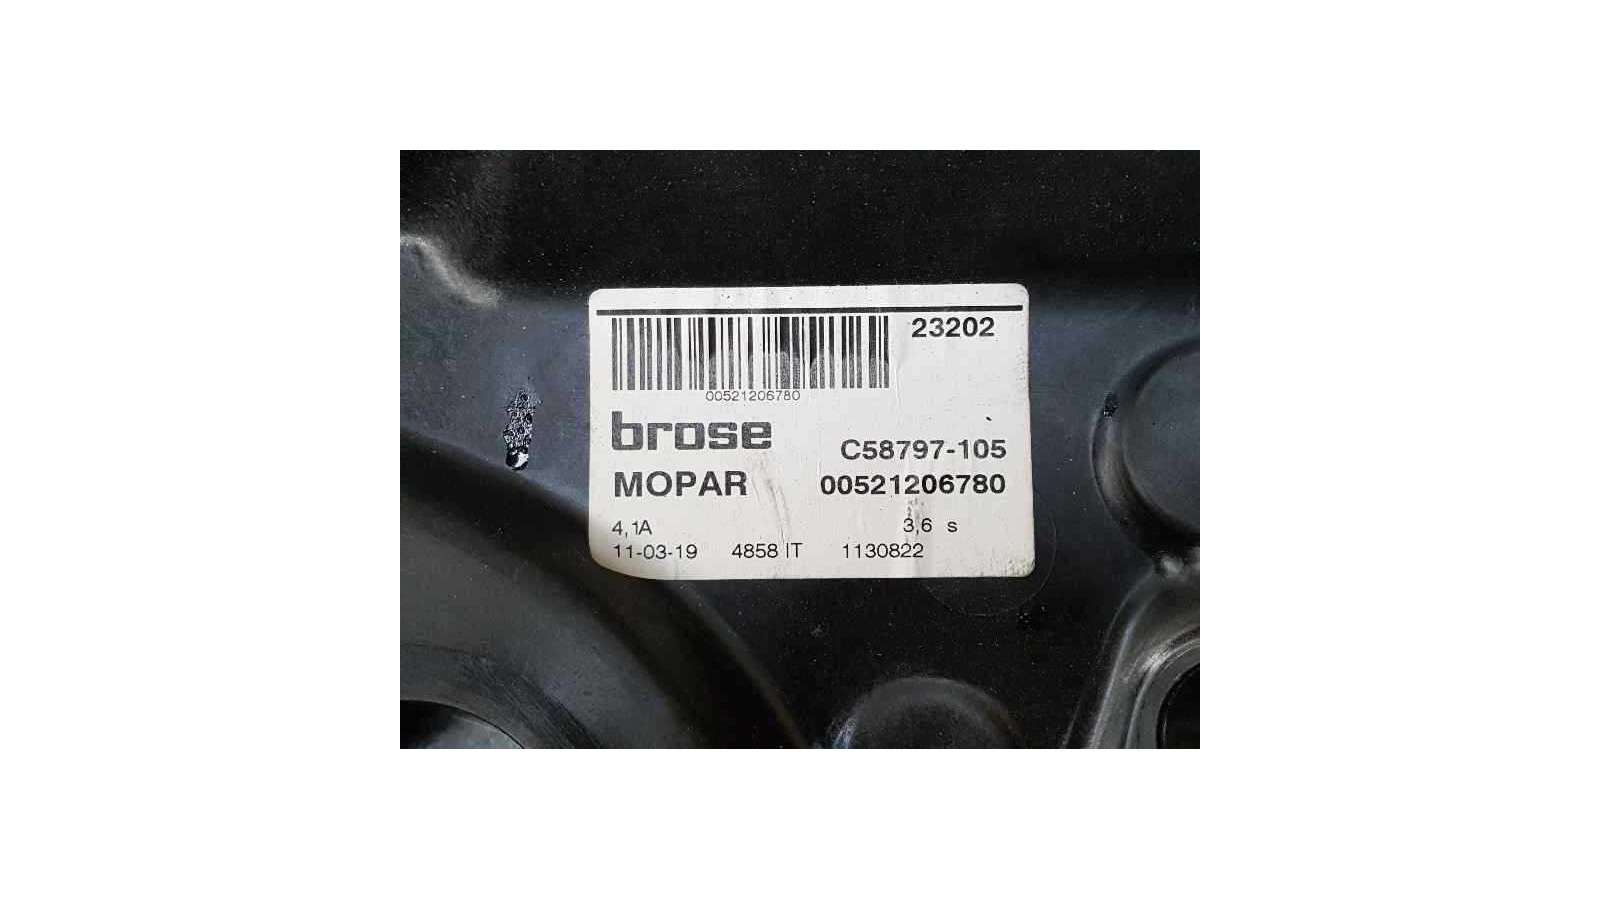 23202
00521206780
brose
C58797-105
MOPAR 00521206780
4,1A 3,6 s
11-03-19 4858 IT 1130822